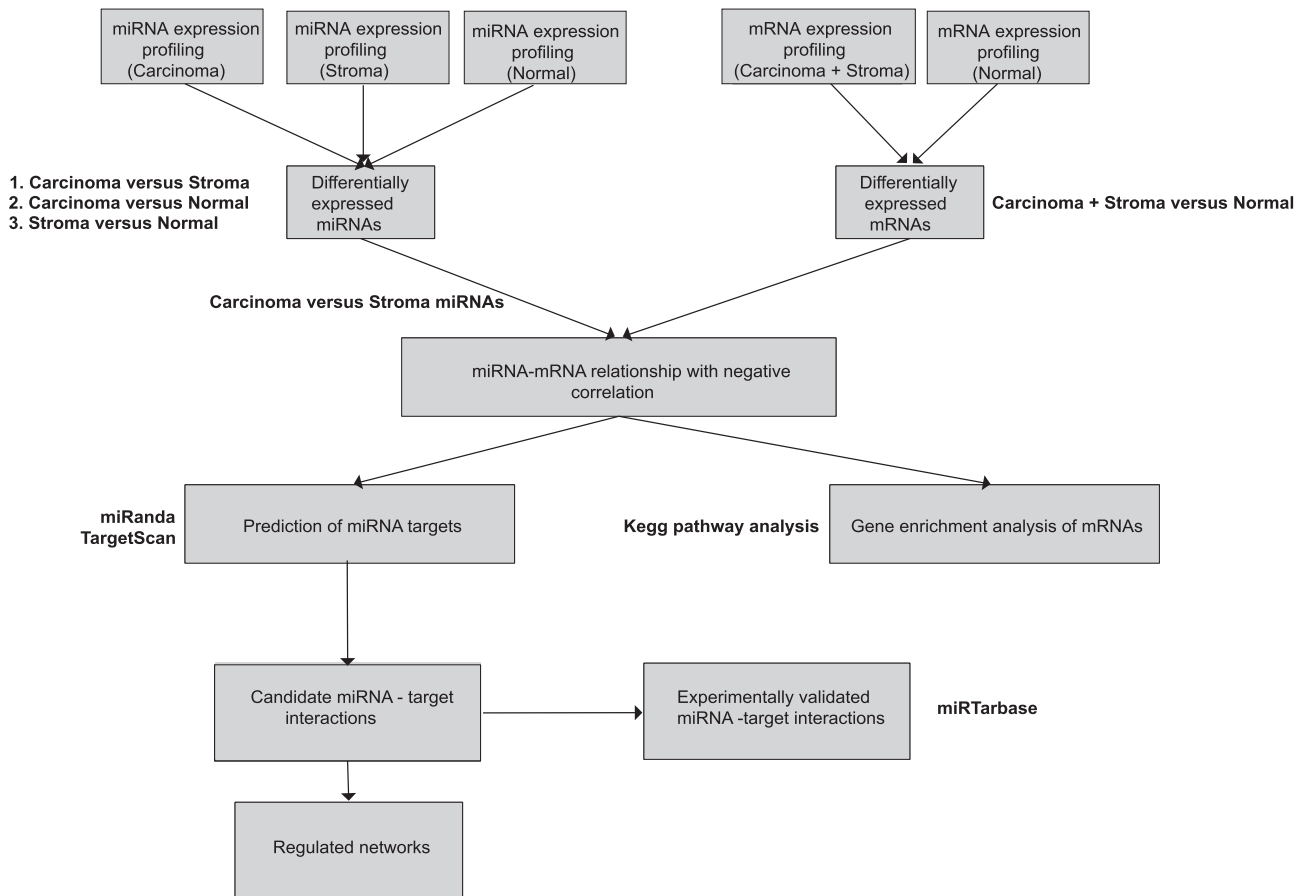 miRNA expression
profiling
(Carcinoma)
miRNA expression
profiling
(Stroma)
miRNA expression
profiling
(Normal)
mRNA expression
profiling
(Carcinoma + Stroma)
mRNA expression
profiling
(Normal)
1. Carcinoma versus Stroma
2. Carcinoma versus Normal
3. Stroma versus Normal
Differentially
expressed
miRNAs
Differentially
expressed
mRNAs
Carcinoma + Stroma versus Normal
Carcinoma versus Stroma miRNAs
miRNA-mRNA relationship with negative
correlation
miRanda
TargetScan
Prediction of miRNA targets
Kegg pathway analysis
Gene enrichment analysis of mRNAs
Candidate miRNA - target
interactions
Experimentally validated
miRNA -target interactions
miRTarbase
Regulated networks